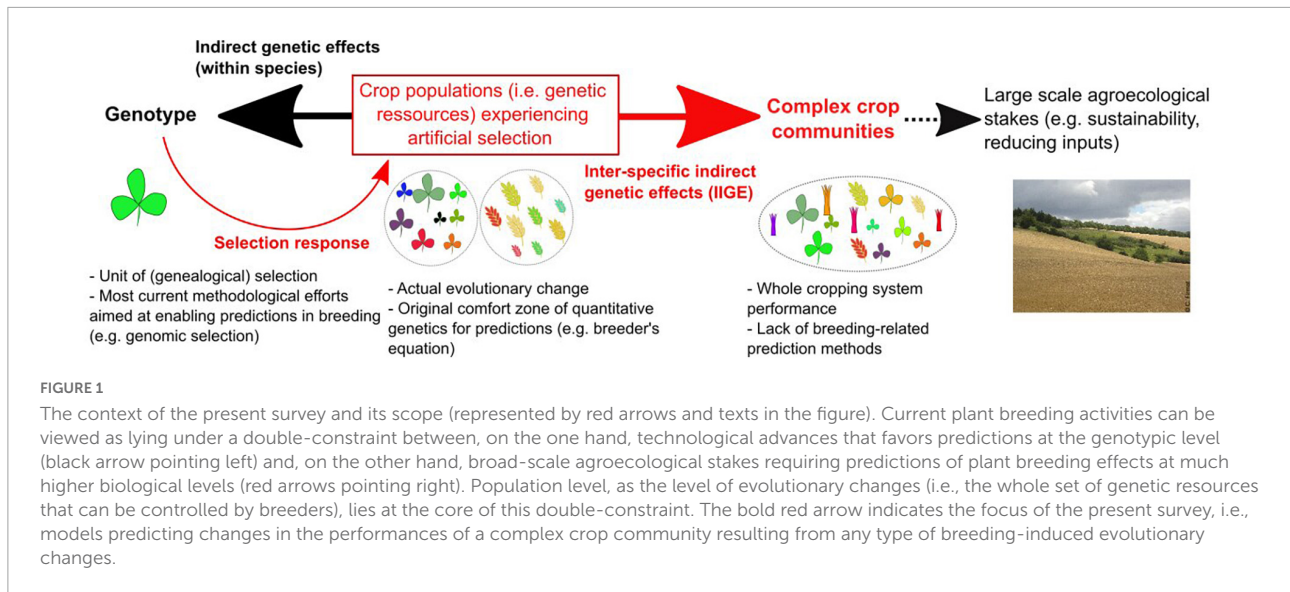 Indirect genetic effects
(within species)
Genotype
Crop populations (i.e. genetic
ressources) experiencing
artificial selection
Complex crop
communities
Large scale agroecological
stakes (e.g. sustainability,
reducing inputs)
Inter-specific indirect
genetic effects (IIGE)
Selection response
- Unit of (genealogical) selection
- Most current methodological efforts
aimed at enabling predictions in breeding
(e.g. genomic selection)
- Actual evolutionary change
- Original comfort zone of quantitative
genetics for predictions (e.g. breeder's
equation)
- Whole cropping system
performance
- Lack of breeding-related
prediction methods
FIGURE 1
The context of the present survey and its scope (represented by red arrows and texts in the figure). Current plant breeding activities can be
viewed as lying under a double-constraint between, on the one hand, technological advances that favors predictions at the genotypic level
(black arrow pointing left) and, on the other hand, broad-scale agroecological stakes requiring predictions of plant breeding effects at much
higher biological levels (red arrows pointing right). Population level, as the level of evolutionary changes (i.e., the whole set of genetic resources
that can be controlled by breeders), lies at the core of this double-constraint. The bold red arrow indicates the focus of the present survey, i.e.,
models predicting changes in the performances of a complex crop community resulting from any type of breeding-induced evolutionary
changes.